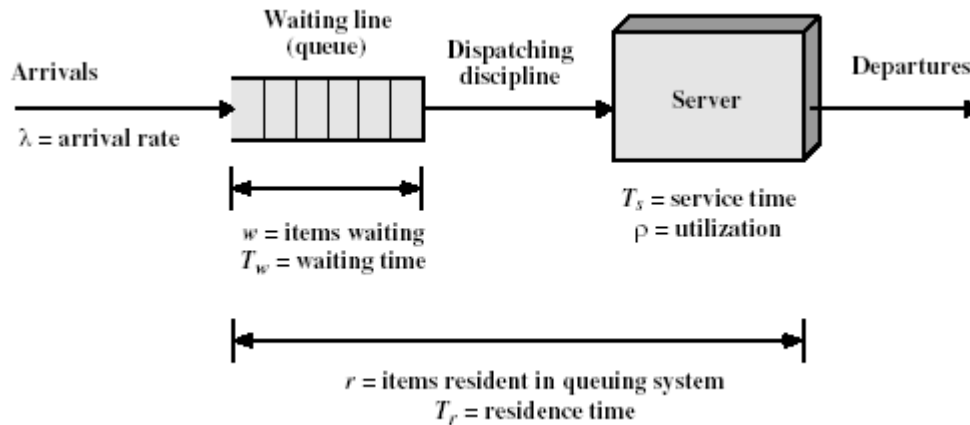 Waiting line
(queue)
Dispatching
discipline
Arrivals
Departures
Server
λ = arrival rate
w = items waiting
T_w = waiting time
T_s = service time
ρ = utilization
r = items resident in queuing system
T_r = residence time